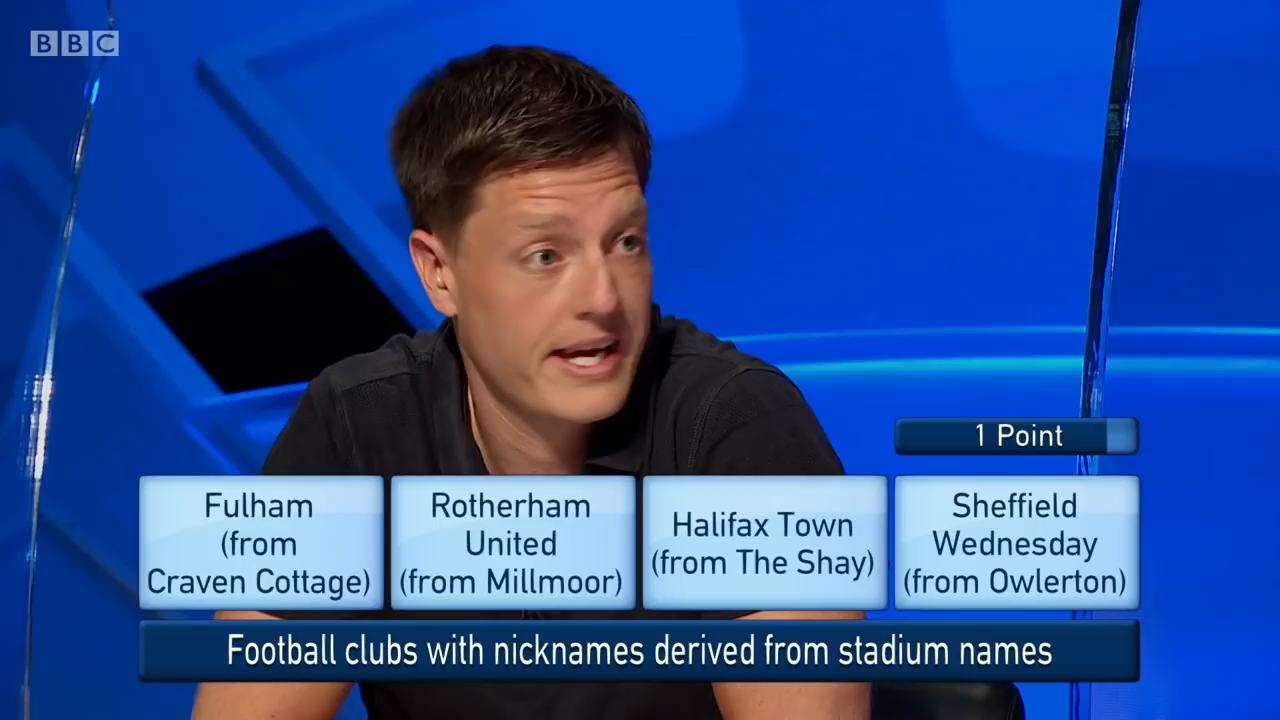 BBC
1 Point
Fulham
(from
Craven Cottage)
Rotherham
United
(from Millmoor)
Halifax Town
(from The Shay)
Sheffield
Wednesday
(from Owlerton)
Football clubs with nicknames derived from stadium names